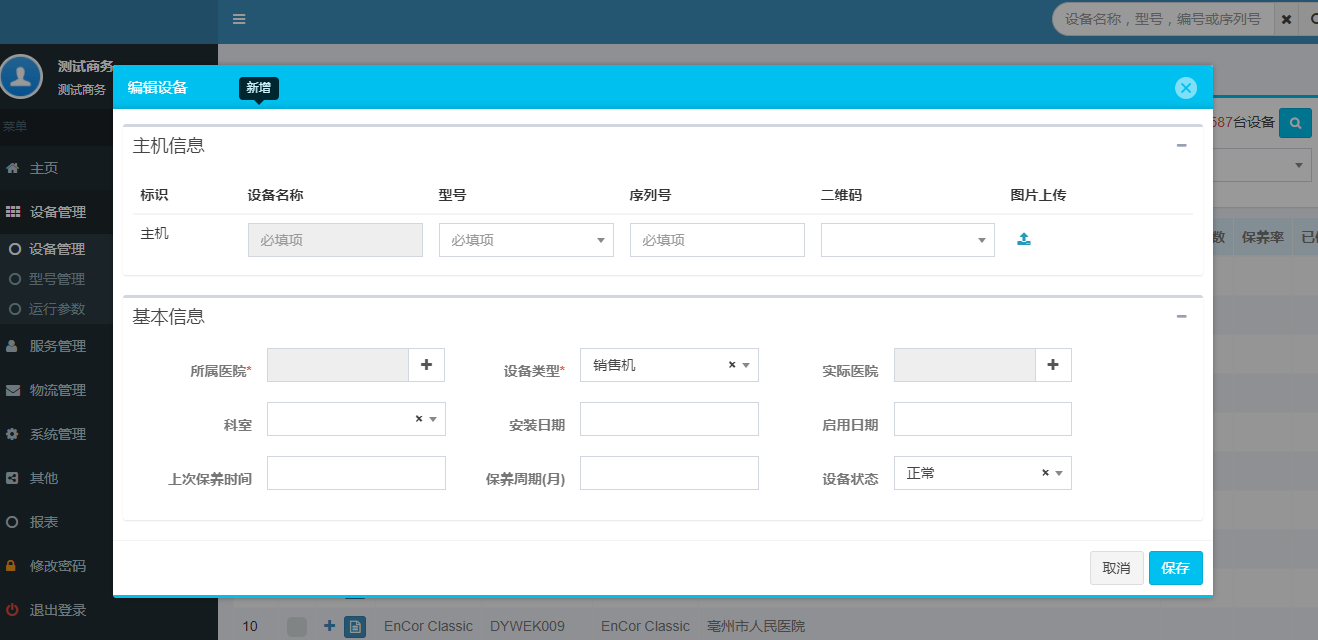 设备名称，型号，编号或序列号
测试商务
测试商务
编辑设备
新增
菜单
587台设备
主页
设备管理
设备管理
型号管理
运行参数
服务管理
物流管理
系统管理
其他
报表
修改密码
退出登录
主机信息
标识 设备名称 型号 序列号 二维码 图片上传
主机 必填项 必填项 必填项
数 保养率
基本信息
所属医院* 设备类型* 销售机 实际医院
科室 安装日期 启用日期
上次保养时间 保养周期(月) 设备状态 正常
取消 保存
10 EnCor Classic DYWEK009 EnCor Classic 亳州市人民医院